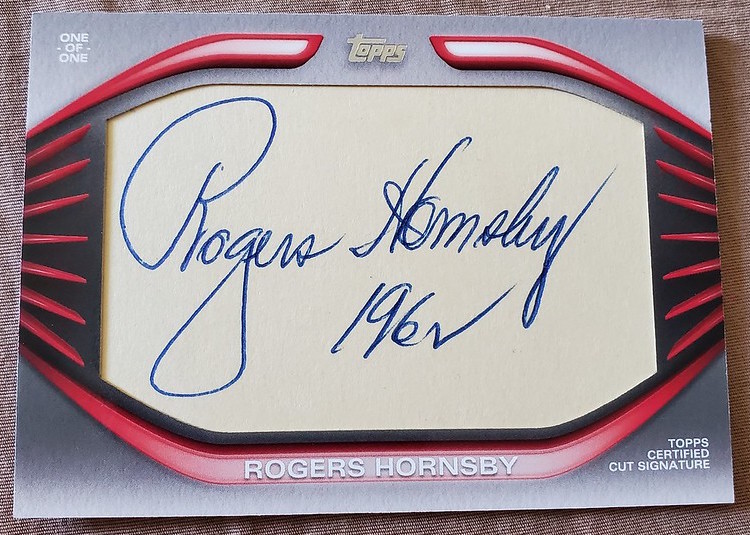 ONE
- OF -
ONE
topps
Rogers Hornsby
1962
ROGERS HORNSBY
TOPPS
CERTIFIED
CUT SIGNATURE